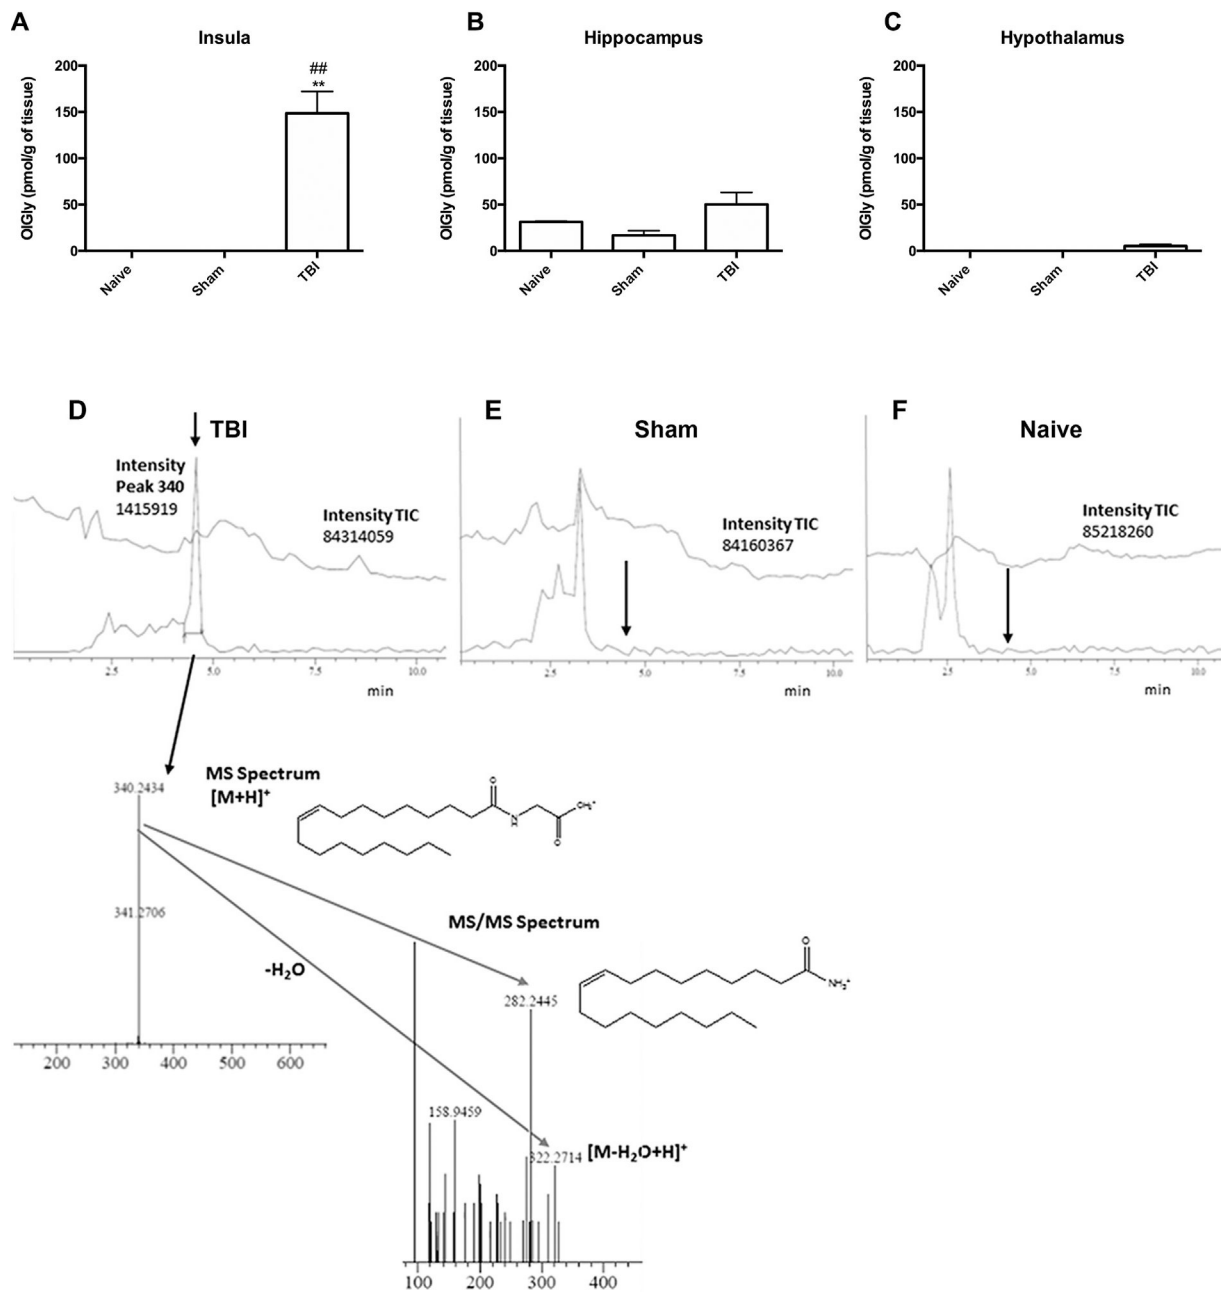 A
Insula
OlGly (pmol/g of tissue)
200
150
100
50
0
##
**
Naive
Sham
TBI
B
Hippocampus
OlGly (pmol/g of tissue)
200
150
100
50
0
Naive
Sham
TBI
C
Hypothalamus
OlGly (pmol/g of tissue)
200
150
100
50
0
Naive
Sham
TBI
D
TBI
Intensity
Peak 340
1415919
Intensity TIC
84314059
2.5
5.0
7.5
10.0
min
E
Sham
Intensity TIC
84160367
2.5
5.0
7.5
10.0
min
F
Naive
Intensity TIC
85218260
2.5
5.0
7.5
10.0
min
340.2434
MS Spectrum
[M+H]⁺
O
N
H
O
341.2706
-H₂O
200 300 400 500 600
MS/MS Spectrum
282.2445
O
158.9459
322.2714
[M-H₂O+H]⁺
100 200 300 400